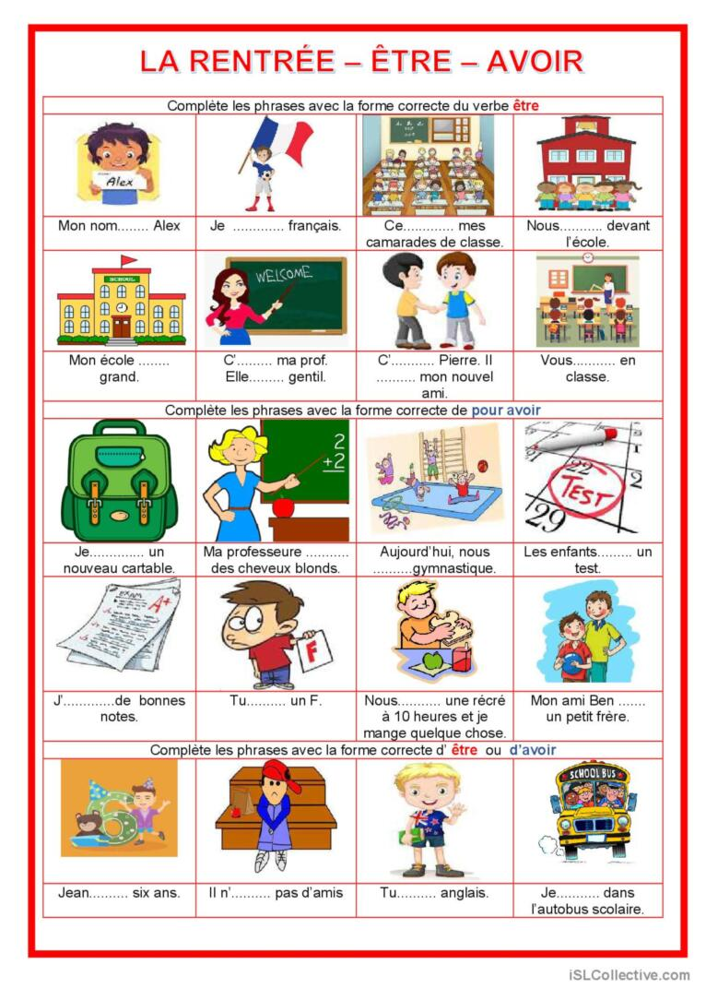 LA RENTRÉE – ÊTRE – AVOIR
Complète les phrases avec la forme correcte du verbe être
Alex
Mon nom........ Alex
Je ............. français.
Ce............ mes
camarades de classe.
Nous........... devant
l'école.
SCHOOL
WELCOME
Mon école ........
grand.
C'......... ma prof.
Elle......... gentil.
C'.......... Pierre. Il
.......... mon nouvel
ami.
Vous........... en
classe.
Complète les phrases avec la forme correcte de pour avoir
2
+2
22
TEST
29
1
2
Je.............. un
nouveau cartable.
Ma professeure ...........
des cheveux blonds.
Aujourd'hui, nous
..........gymnastique.
Les enfants......... un
test.
EXAM
A+
F
J'.............de bonnes
notes.
Tu.......... un F.
Nous........... une récré
à 10 heures et je
mange quelque chose.
Mon ami Ben .......
un petit frère.
Complète les phrases avec la forme correcte d' être ou d'avoir
6
SCHOOL BUS
Jean.......... six ans.
Il n'.......... pas d'amis
Tu.......... anglais.
Je........... dans
l'autobus scolaire.
iSLCollective.com